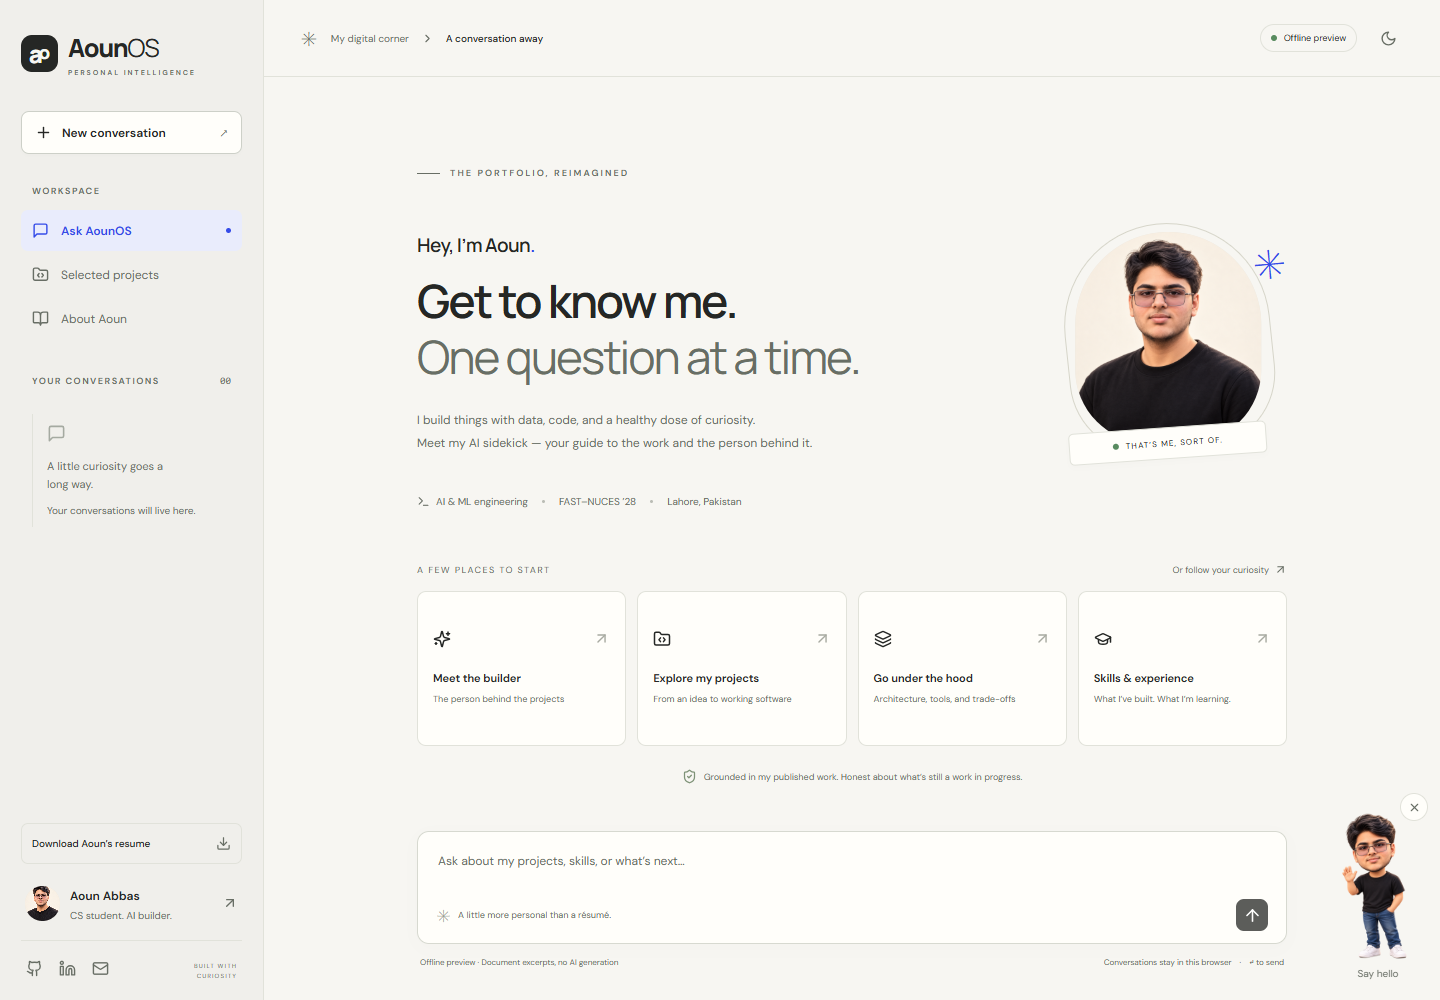 ap AounOS
PERSONAL INTELLIGENCE
New conversation
WORKSPACE
Ask AounOS
Selected projects
About Aoun
YOUR CONVERSATIONS 00
A little curiosity goes a
long way.
Your conversations will live here.
Download Aoun's resume
Aoun Abbas
CS student. AI builder.
BUILT WITH
CURIOSITY
My digital corner > A conversation away
Offline preview
THE PORTFOLIO, REIMAGINED
Hey, I'm Aoun.
Get to know me.
One question at a time.
I build things with data, code, and a healthy dose of curiosity.
Meet my AI sidekick — your guide to the work and the person behind it.
AI & ML engineering • FAST–NUCES '28 • Lahore, Pakistan
THAT'S ME, SORT OF.
A FEW PLACES TO START
Or follow your curiosity
Meet the builder
The person behind the projects
Explore my projects
From an idea to working software
Go under the hood
Architecture, tools, and trade-offs
Skills & experience
What I've built. What I'm learning.
Grounded in my published work. Honest about what's still a work in progress.
Ask about my projects, skills, or what's next...
A little more personal than a résumé.
Offline preview · Document excerpts, no AI generation
Conversations stay in this browser · ↵ to send
Say hello